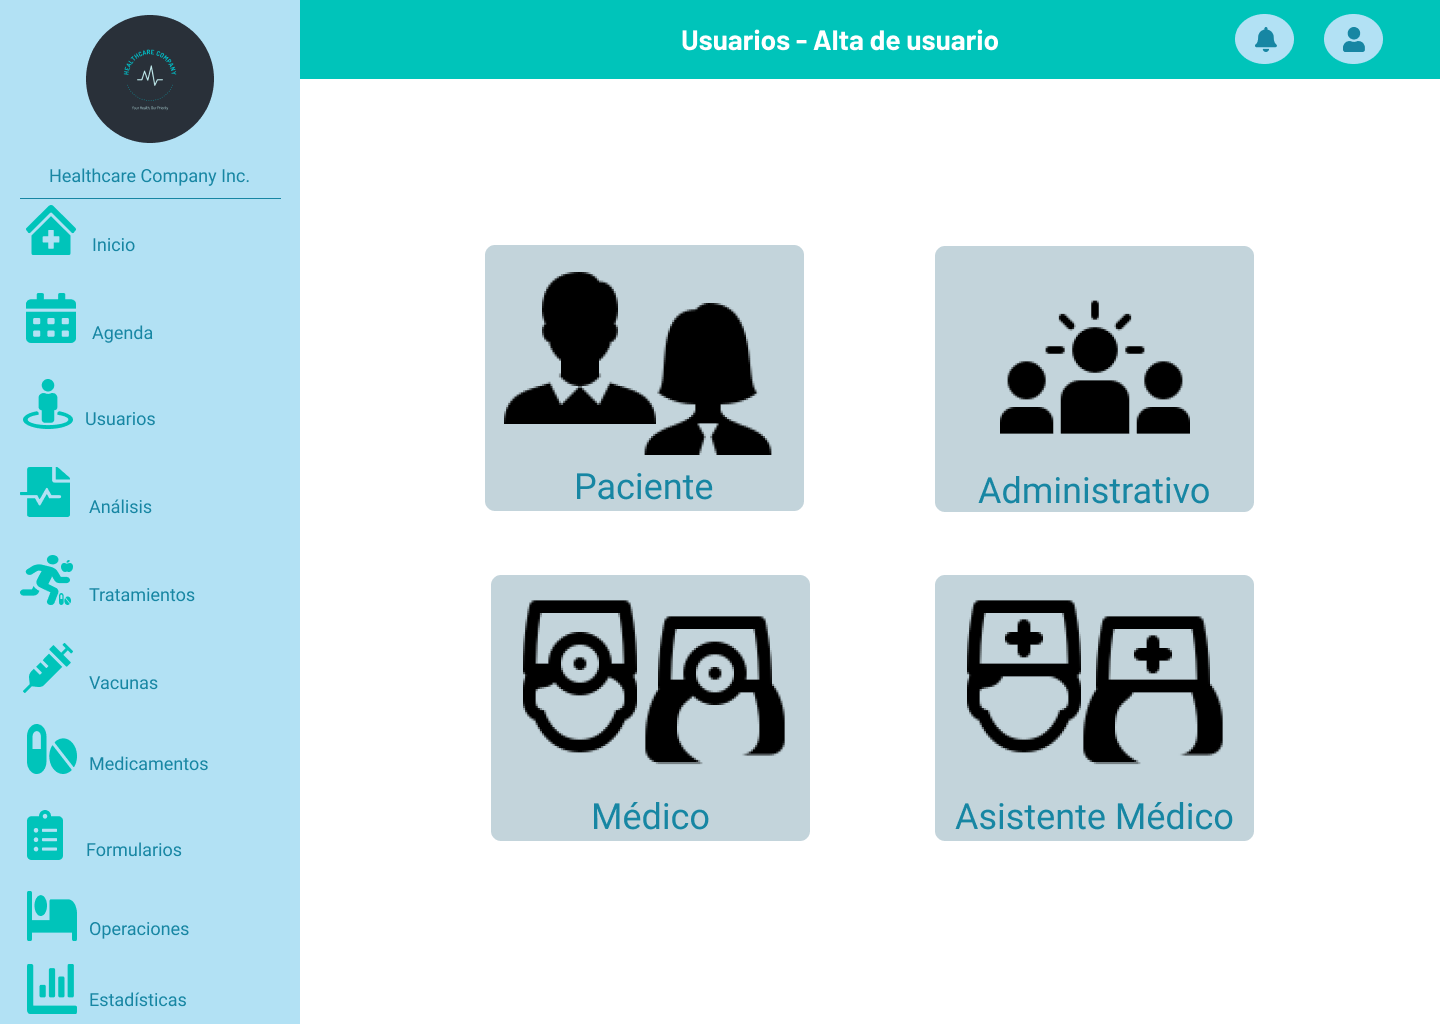 HEALTHCARE COMPANY
Your Health Our Priority
Healthcare Company Inc.
Inicio
Agenda
Usuarios
Análisis
Tratamientos
Vacunas
Medicamentos
Formularios
Operaciones
Estadísticas
Usuarios - Alta de usuario
Paciente
Administrativo
Médico
Asistente Médico